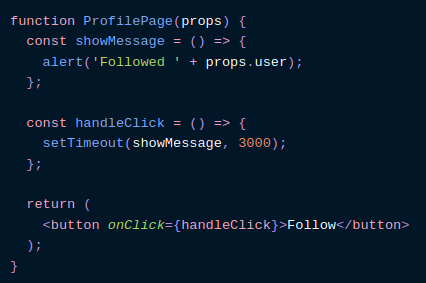 function ProfilePage(props) {
  const showMessage = () => {
    alert('Followed ' + props.user);
  };

  const handleClick = () => {
    setTimeout(showMessage, 3000);
  };

  return (
    <button onClick={handleClick}>Follow</button>
  );
}